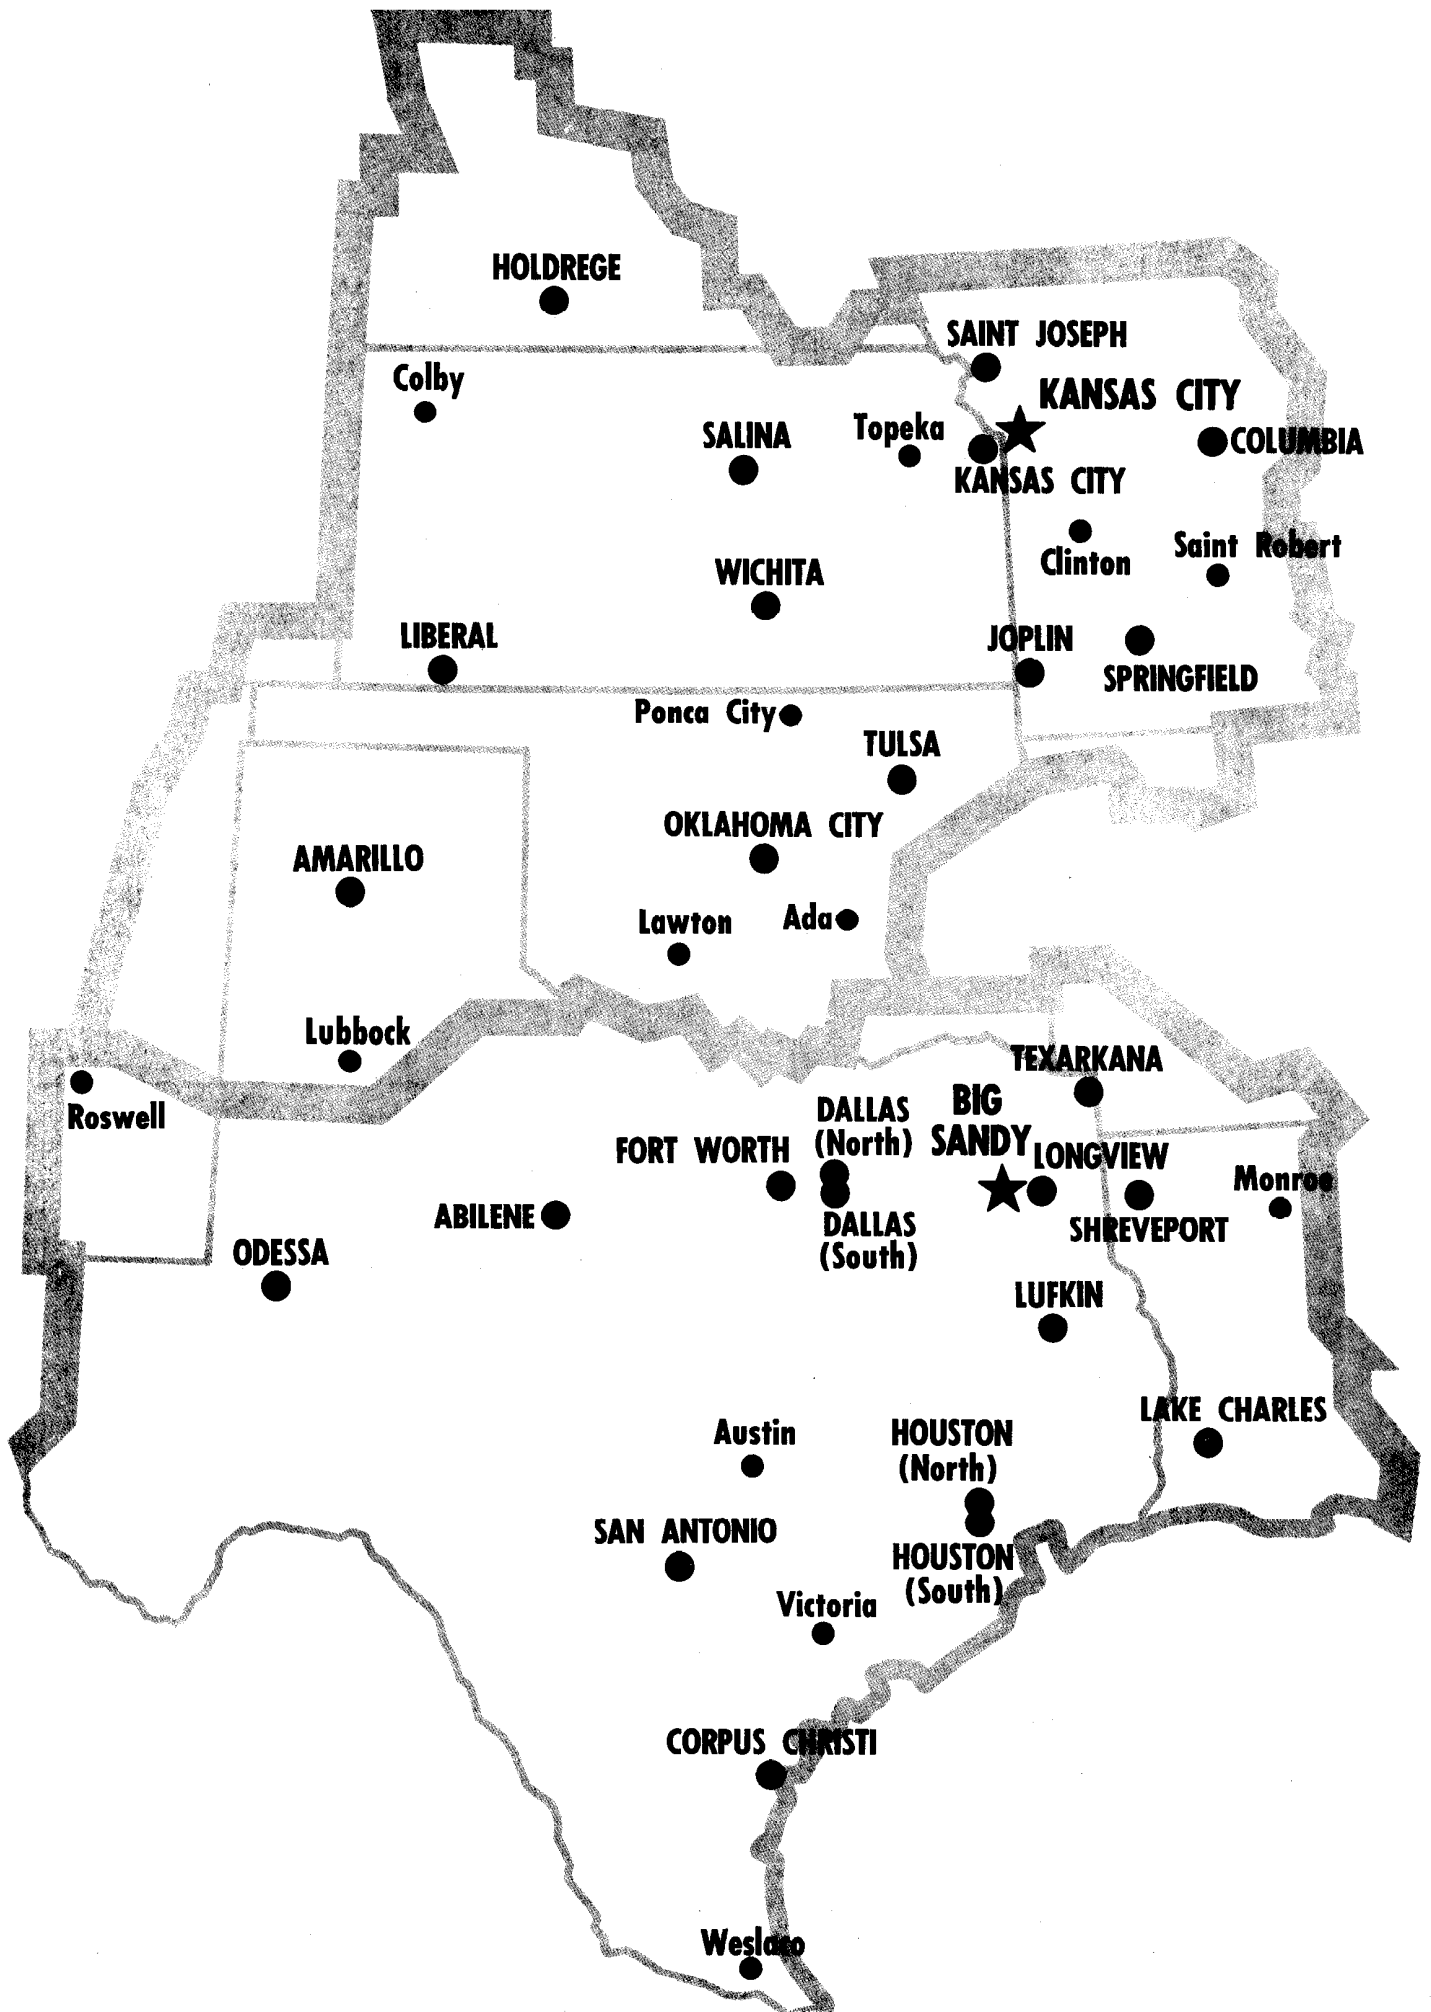 HOLDREGE
SAINT JOSEPH
Colby
KANSAS CITY
SALINA
Topeka
COLUMBIA
KANSAS CITY
Saint Robert
Clinton
WICHITA
LIBERAL
JOPLIN
SPRINGFIELD
Ponca City
TULSA
OKLAHOMA CITY
AMARILLO
Lawton
Ada
Lubbock
TEXARKANA
Roswell
BIG
SANDY
DALLAS
(North)
FORT WORTH
LONGVIEW
Monroe
ABILENE
DALLAS
(South)
SHREVEPORT
ODESSA
LUFKIN
LAKE CHARLES
Austin
HOUSTON
(North)
SAN ANTONIO
HOUSTON
(South)
Victoria
CORPUS CHRISTI
Weslaco